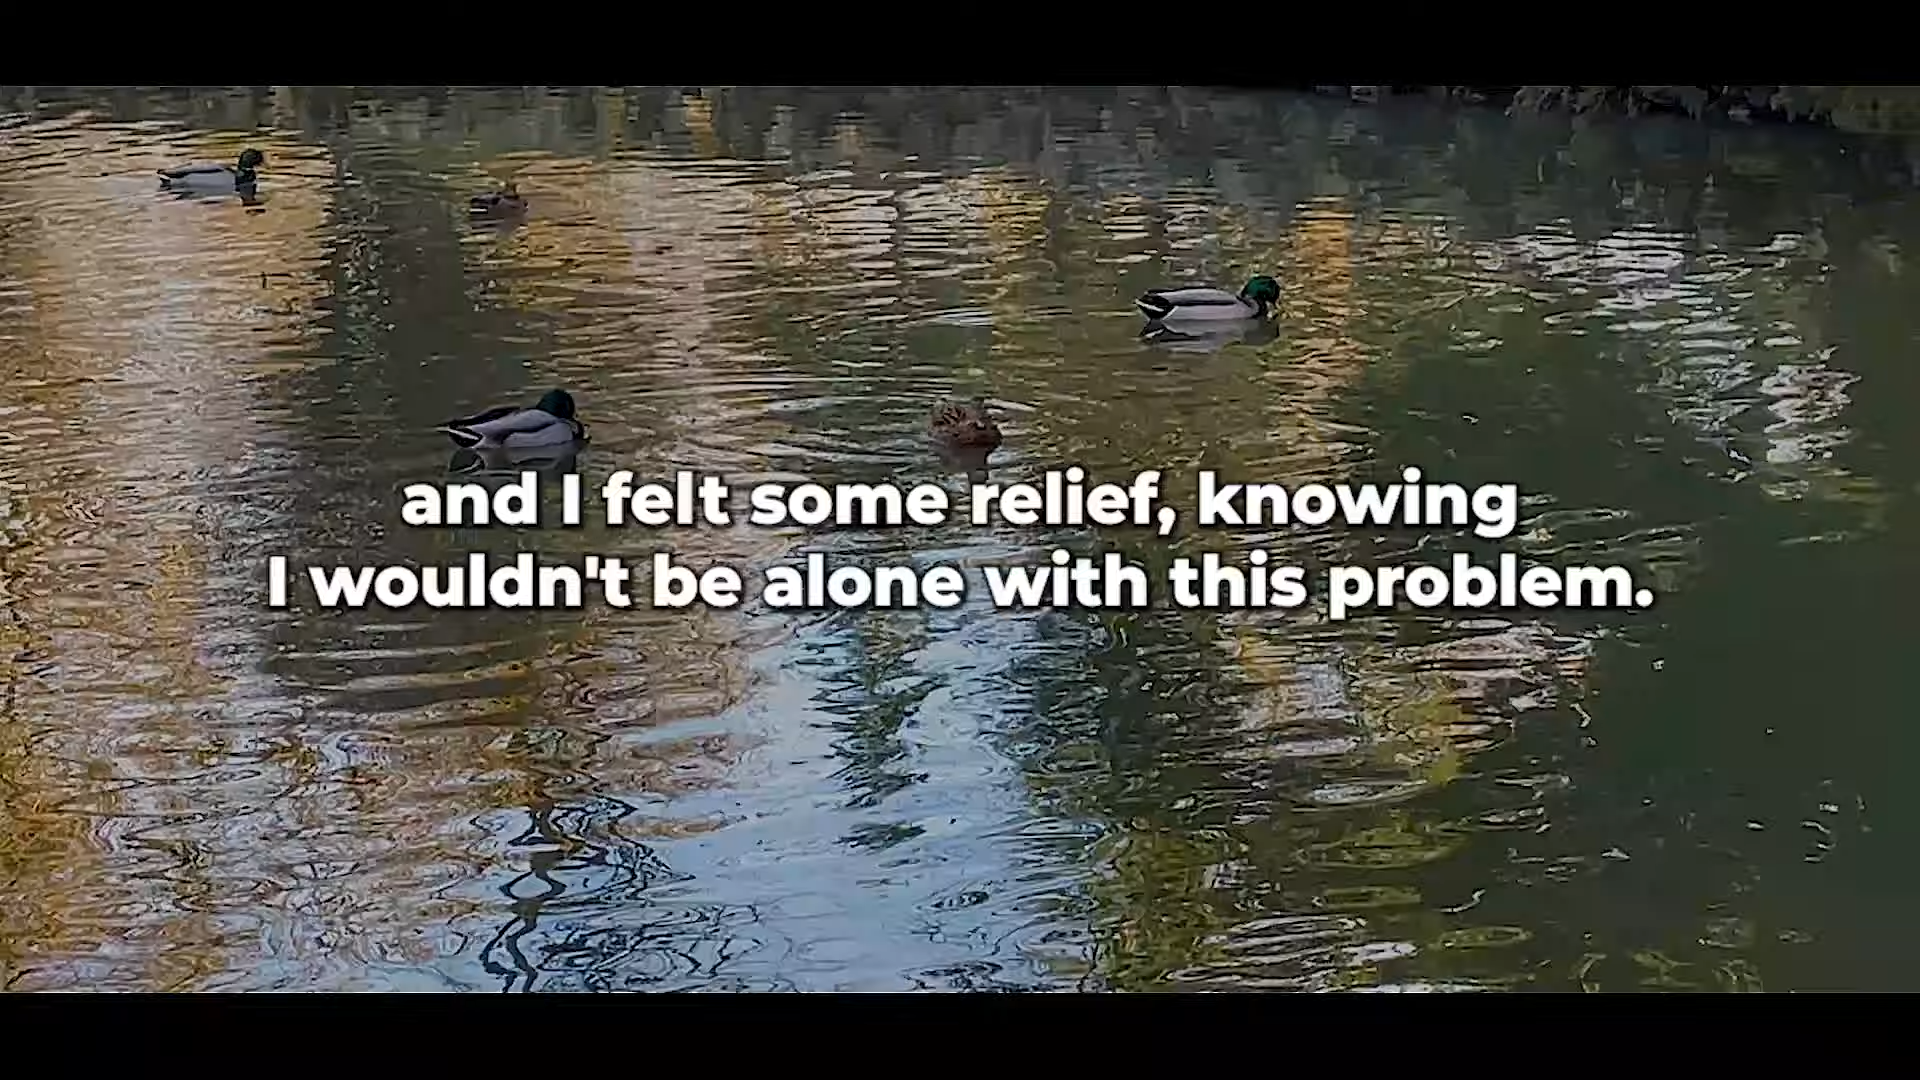 and I felt some relief, knowing
I wouldn't be alone with this problem.